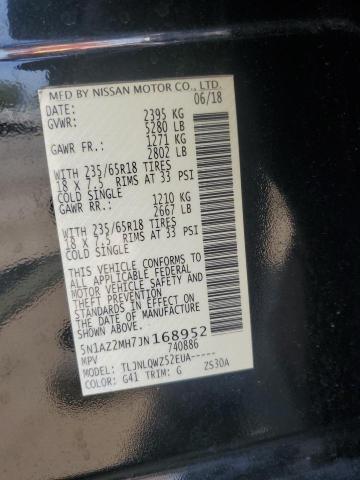 MFD BY NISSAN MOTOR CO., LTD.
DATE: 06/18
GVWR: 2395 KG
5280 LB
GAWR FR: 1271 KG
2802 LB
WITH 235/65R18 TIRES
18 X 7.5 RIMS AT 33 PSI
COLD SINGLE
GAWR RR: 1210 KG
2667 LB
WITH 235/65R18 TIRES
18 X 7.5 RIMS AT 33 PSI
COLD SINGLE
THIS VEHICLE CONFORMS TO
ALL APPLICABLE FEDERAL
MOTOR VEHICLE SAFETY AND
THEFT PREVENTION
STANDARDS IN EFFECT ON THE
DATE OF MANUFACTURE
SHOWN ABOVE.
5N1AZ2MH7JN168952
MPV 740886
MODEL: TLJNLQWZ52EUA-----
COLOR: G41 TRIM: G ZS30A